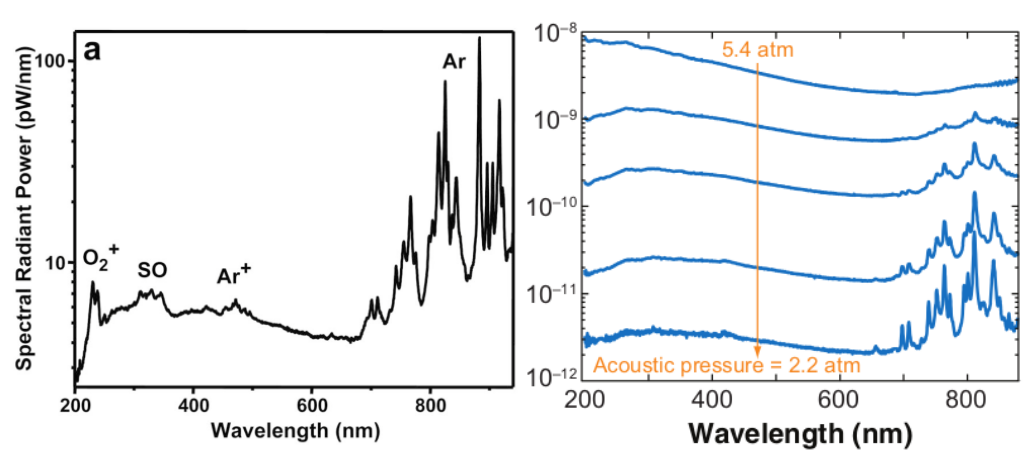 a
Spectral Radiant Power (pW/nm)
100
10
O₂⁺
SO
Ar⁺
Ar
200
400
600
800
Wavelength (nm)
10⁻⁸
10⁻⁹
10⁻¹⁰
10⁻¹¹
10⁻¹²
5.4 atm
Acoustic pressure = 2.2 atm
200
400
600
800
Wavelength (nm)